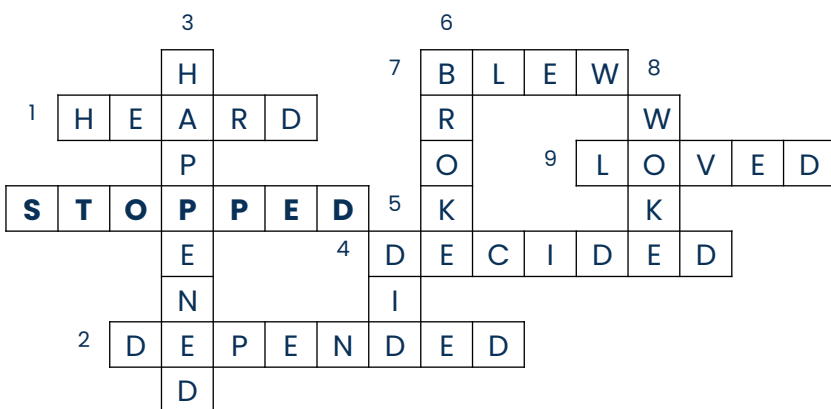 3 6
H 7 B L E W 8
1 H E A R D R W
P O 9 L O V E D
S T O P P E D 5 K K
E 4 D E C I D E D
N I
2 D E P E N D E D
D